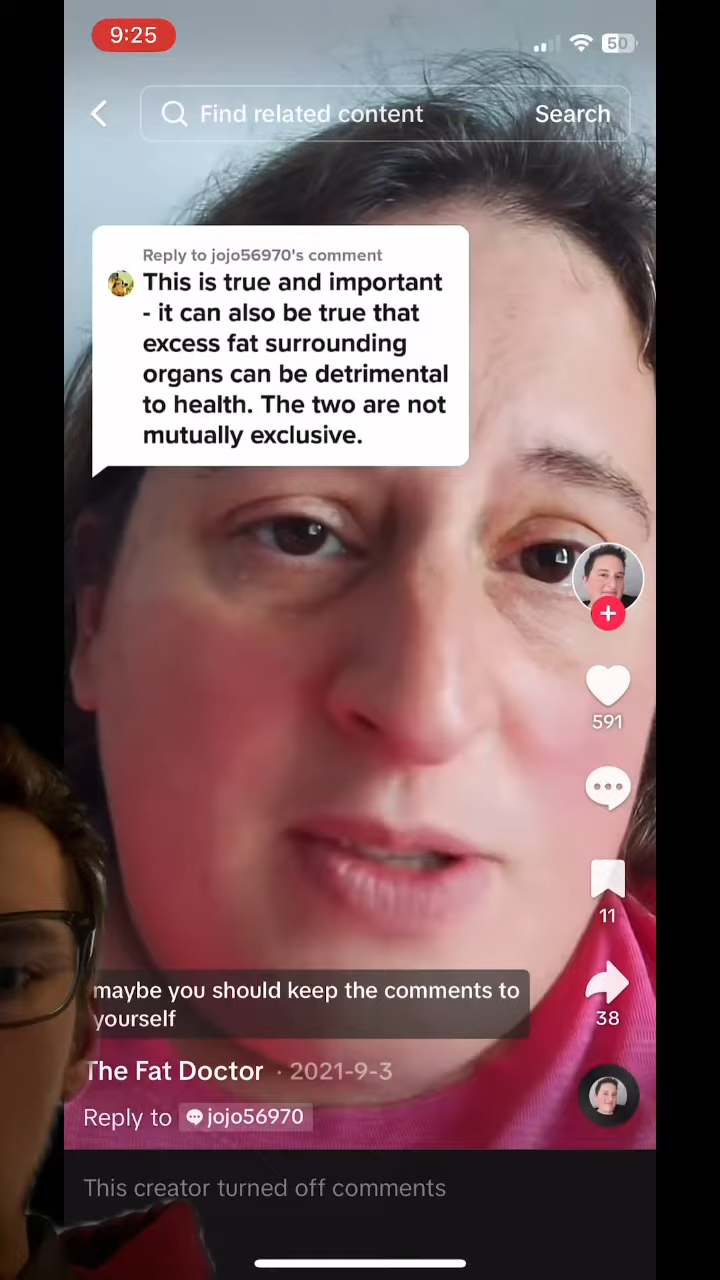 9:25
50
Find related content
Search
Reply to jojo56970's comment
This is true and important
- it can also be true that
excess fat surrounding
organs can be detrimental
to health. The two are not
mutually exclusive.
591
11
38
maybe you should keep the comments to
yourself
The Fat Doctor · 2021-9-3
Reply to jojo56970
This creator turned off comments